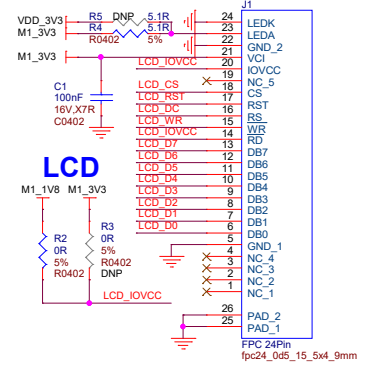 J1
VDD_3V3 R5 DNP 5.1R 24 LEDK
M1_3V3 R4 5.1R 23 LEDA
R0402 5% 22 GND_2
M1_3V3 21 VCI
LCD_IOVCC 20 IOVCC
19 NC_5
C1 LCD_CS 18 CS
100nF LCD_RST 17 RST
16V,X7R LCD_DC 16 RS
C0402 LCD_WR 15 WR
LCD_IOVCC 14 RD
LCD_D7 13 DB7
LCD_D6 12 DB6
LCD LCD_D5 11 DB5
LCD_D4 10 DB4
M1_1V8 M1_3V3 LCD_D3 9 DB3
LCD_D2 8 DB2
LCD_D1 7 DB1
LCD_D0 6 DB0
R2 R3 5 GND_1
0R 0R 4 NC_4
5% 5% 3 NC_3
R0402 R0402 2 NC_2
DNP 1 NC_1
LCD_IOVCC
26 PAD_2
25 PAD_1
FPC 24Pin
fpc24_0d5_15_5x4_9mm